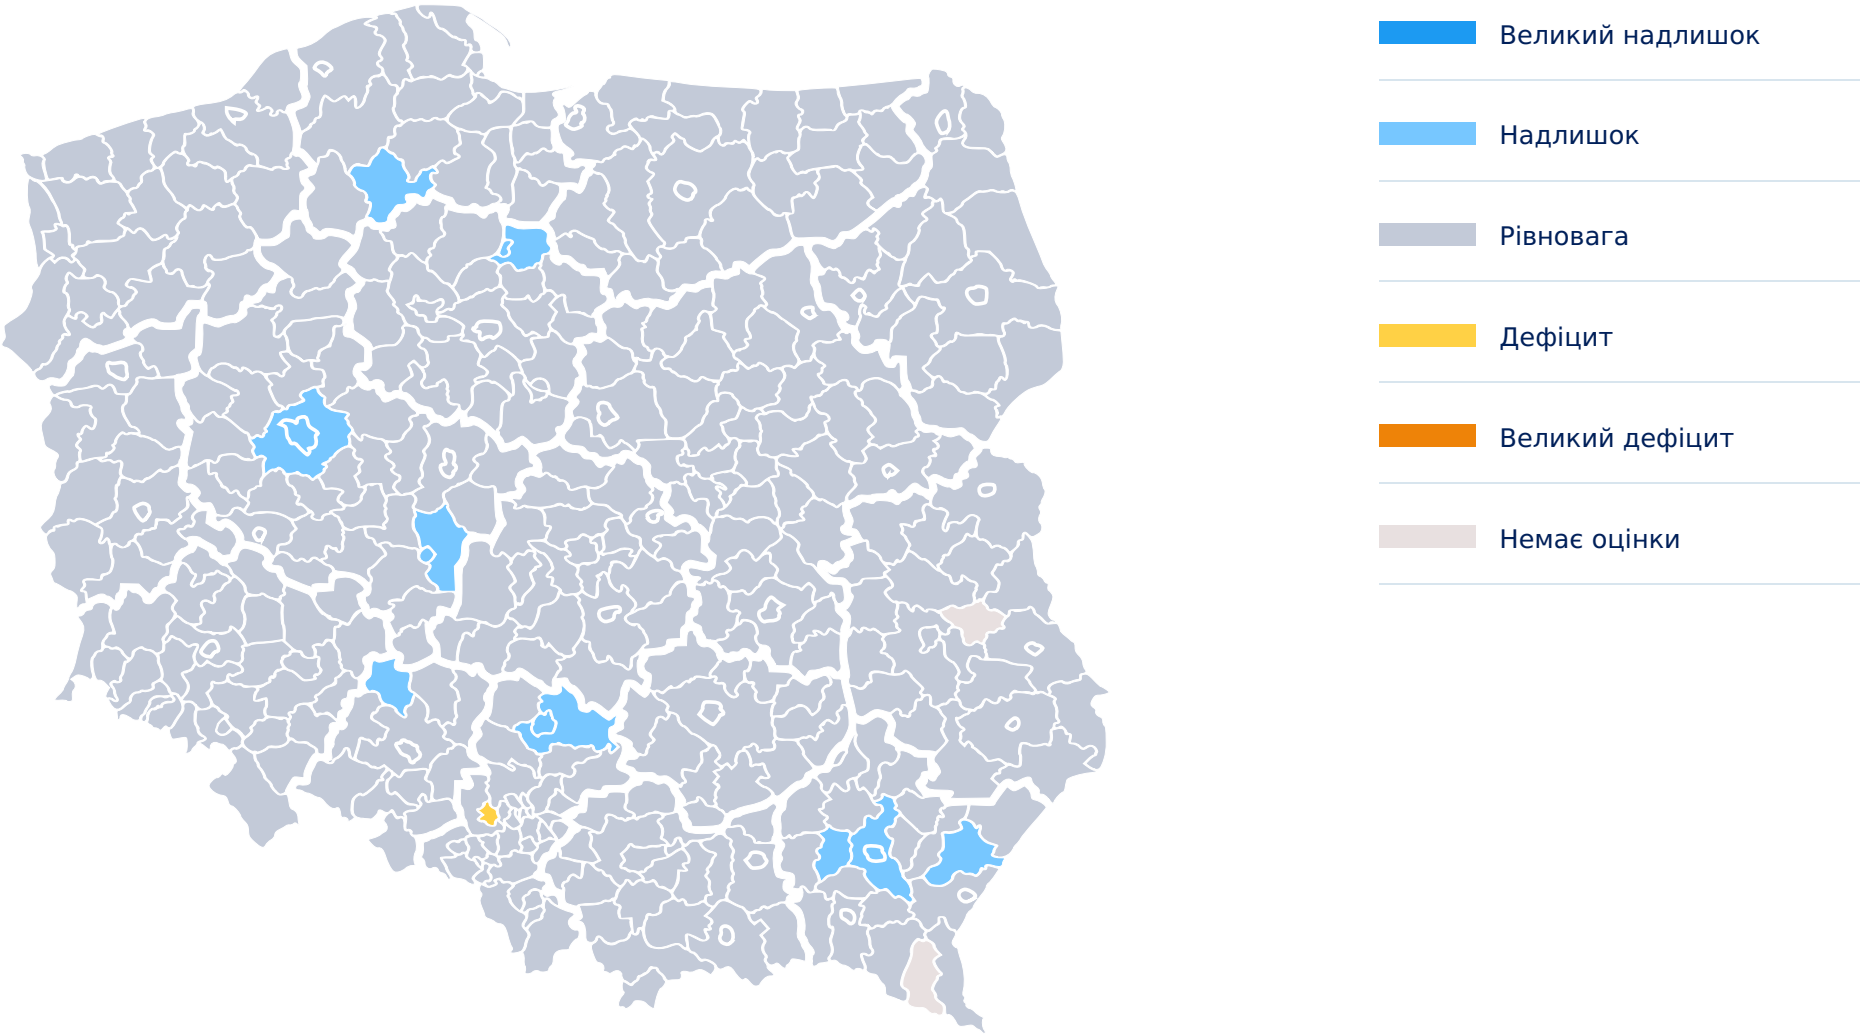 Великий надлишок
Надлишок
Рівновага
Дефіцит
Великий дефіцит
Немає оцінки